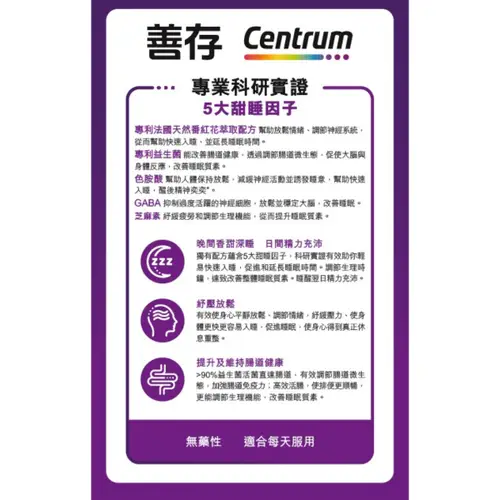 善存 Centrum
專業科研實證
5大甜睡因子
專利法國天然番紅花萃取配方 幫助放鬆情緒、調節神經系統,
從而幫助快速入睡、並延長睡眠時間。
專利益生菌 能改善腸道健康,透過調節腸道微生態,促使大腦與
身體反應,改善睡眠質素。
色胺酸 幫助人體保持放鬆,減緩神經活動並誘發睡意,幫助快速
入睡,醒後精神奕奕*。
GABA 抑制過度活躍的神經細胞,放鬆並穩定大腦,改善睡眠。
芝麻素 紓緩疲勞和調節生理機能,從而提升睡眠質素。
晚間香甜深睡 日間精力充沛
獨有配方蘊含5大甜睡因子,科研實證有效助你輕
易快速入睡,促進和延長睡眠時間。調節生理時
鐘,達致改善整體睡眠質素。睡醒翌日精力充沛。
紓壓放鬆
有效使身心平靜放鬆、調節情緒,紓緩壓力、使身
體更快更容易入睡,促進睡眠,使身心得到真正休
息重整。
提升及維持腸道健康
>90%益生菌活菌直達腸道、有效調節腸道微生
態,加強腸道免疫力;高效活腸,使排便更順暢,
更能調節生理機能、改善睡眠質素。
無藥性 適合每天服用